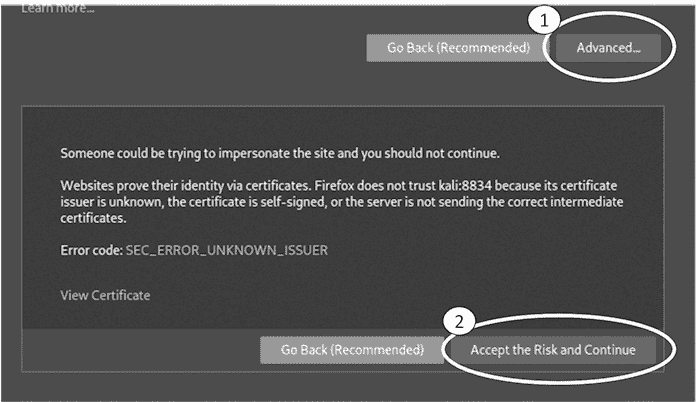 Learn more...
1
Go Back (Recommended)
Advanced...
Someone could be trying to impersonate the site and you should not continue.
Websites prove their identity via certificates. Firefox does not trust kali:8834 because its certificate
issuer is unknown, the certificate is self-signed, or the server is not sending the correct intermediate
certificates.
Error code: SEC_ERROR_UNKNOWN_ISSUER
View Certificate
2
Go Back (Recommended)
Accept the Risk and Continue